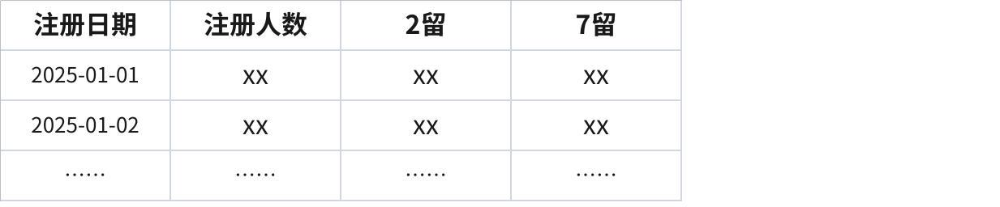 注册日期 注册人数 2留 7留
2025-01-01 xx xx xx
2025-01-02 xx xx xx
…… …… …… ……